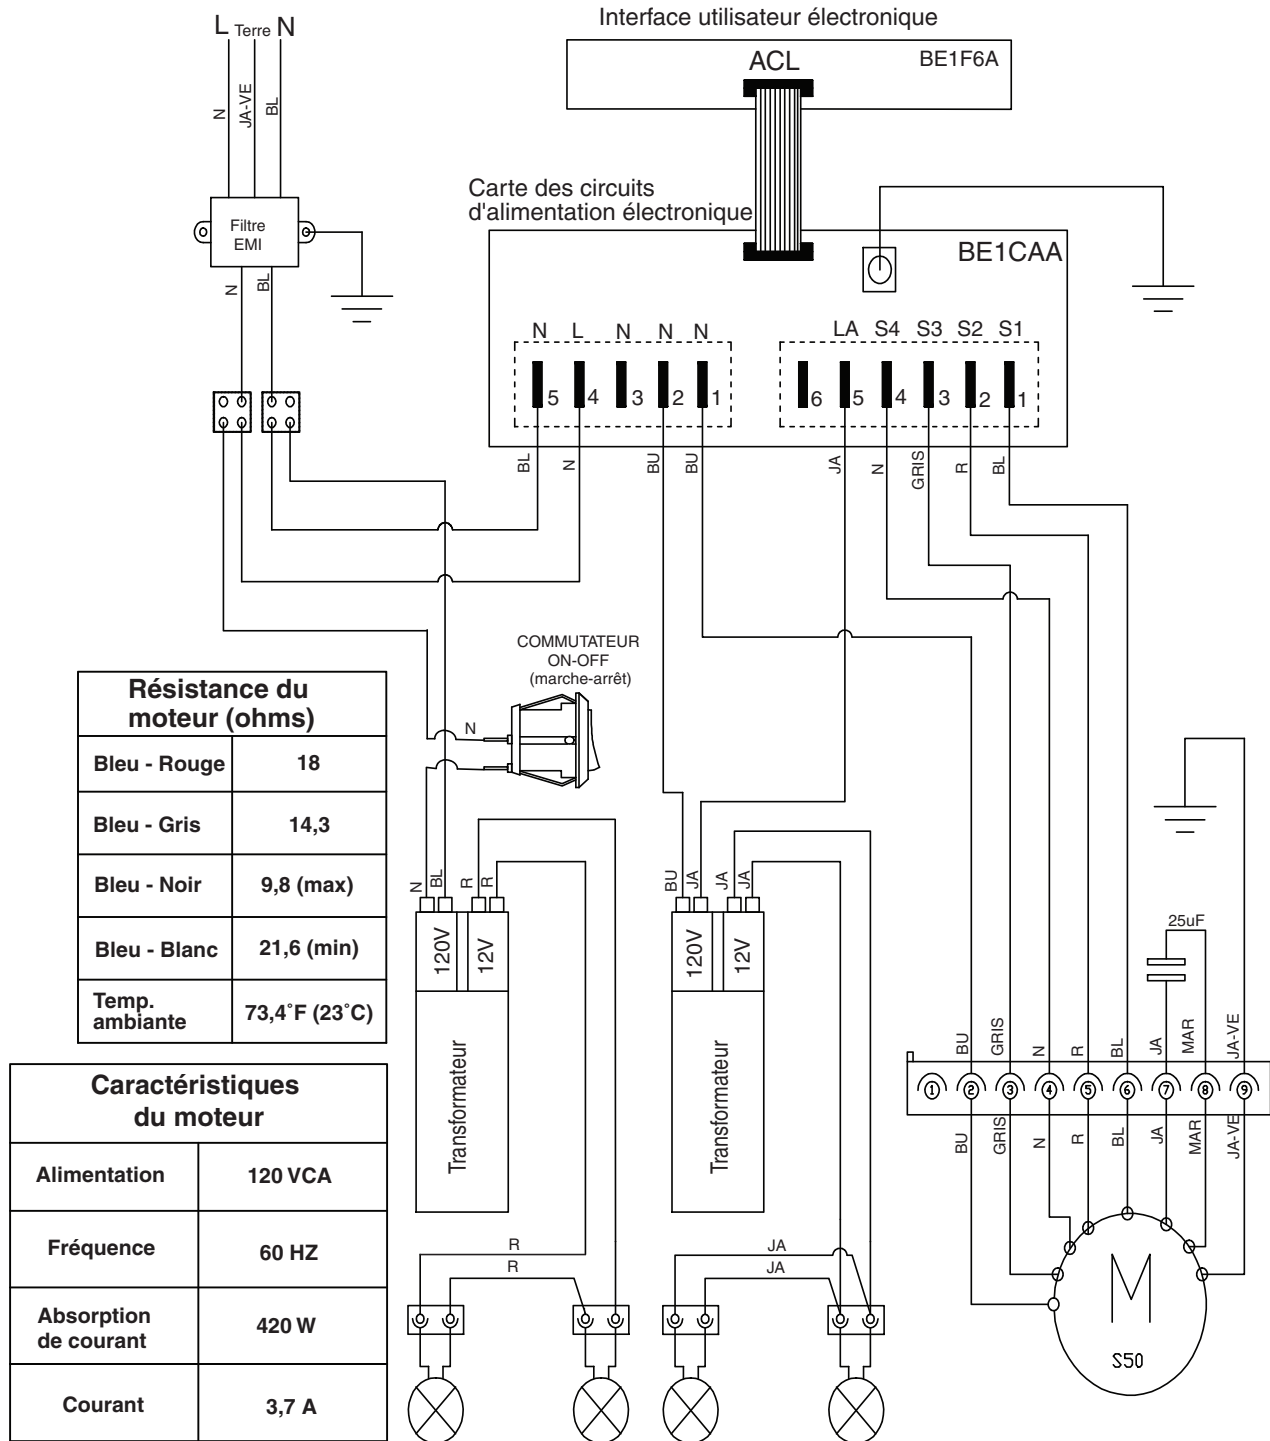 Interface utilisateur électronique
L Terre N
ACL
BE1F6A
N
JA-VE
BL
Carte des circuits
d'alimentation électronique
Filtre
EMI
BE1CAA
N
BL
N L N N N
LA S4 S3 S2 S1
5 4 3 2 1
6 5 4 3 2 1
BL
N
BU
BU
JA
N
GRIS
R
BL
COMMUTATEUR
ON-OFF
(marche-arrêt)
N
Résistance du
moteur (ohms)
Bleu - Rouge 18
Bleu - Gris 14,3
Bleu - Noir 9,8 (max)
Bleu - Blanc 21,6 (min)
Temp.
ambiante 73,4˚F (23˚C)
N
BL
R
R
BU
JA
JA
JA
120V
12V
120V
12V
Transformateur
Transformateur
25uF
BU
GRIS
N
R
BL
JA
MAR
JA-VE
1 2 3 4 5 6 7 8 9
BU
GRIS
N
R
BL
JA
MAR
JA-VE
Caractéristiques
du moteur
Alimentation 120 VCA
Fréquence 60 HZ
Absorption
de courant 420 W
Courant 3,7 A
R
R
JA
JA
M
S50